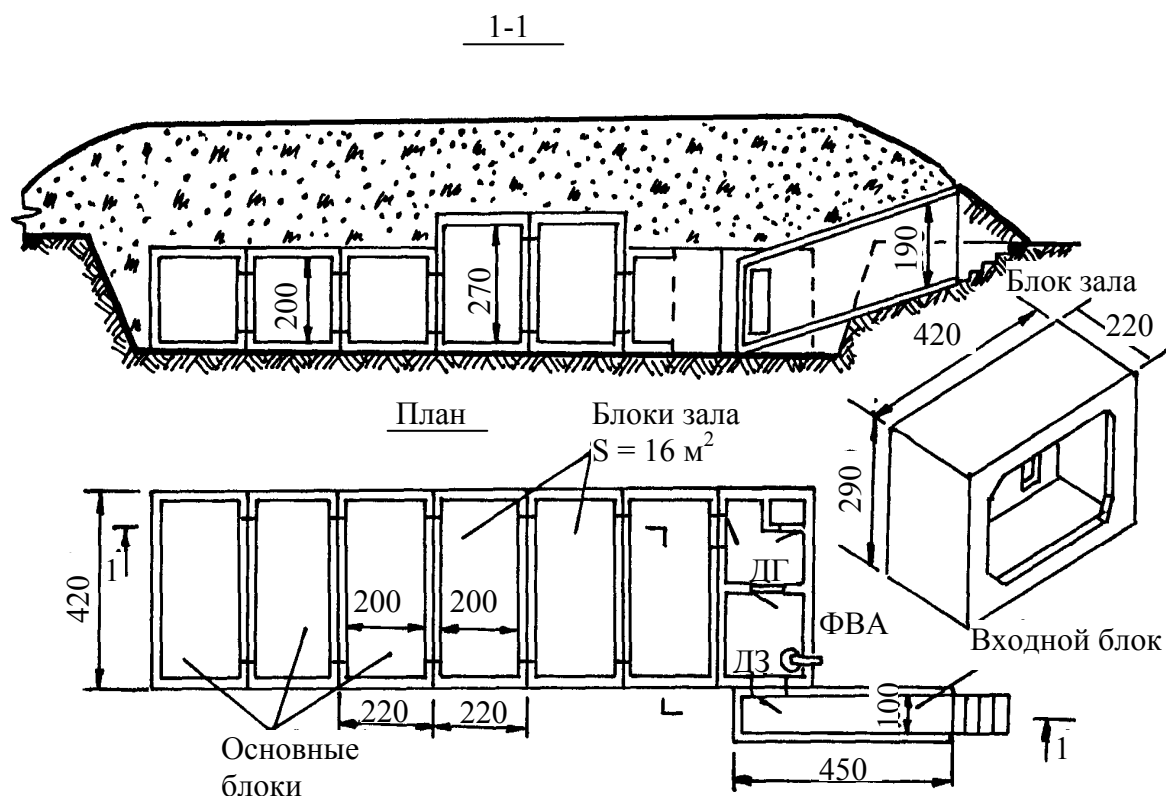 1-1
190
Блок зала
200
270
420
220
План
Блоки зала
S = 16 м²
290
1
ДГ
420
200
200
ФВА
Входной блок
ДЗ
100
220
220
Основные
блоки
1
450